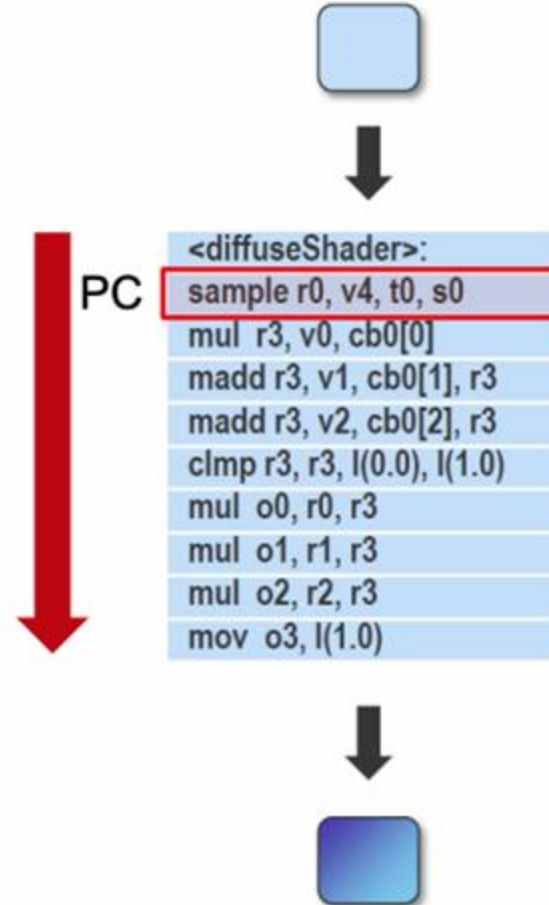 <diffuseShader>:
PC
sample r0, v4, t0, s0
mul r3, v0, cb0[0]
madd r3, v1, cb0[1], r3
madd r3, v2, cb0[2], r3
clmp r3, r3, l(0.0), l(1.0)
mul o0, r0, r3
mul o1, r1, r3
mul o2, r2, r3
mov o3, l(1.0)